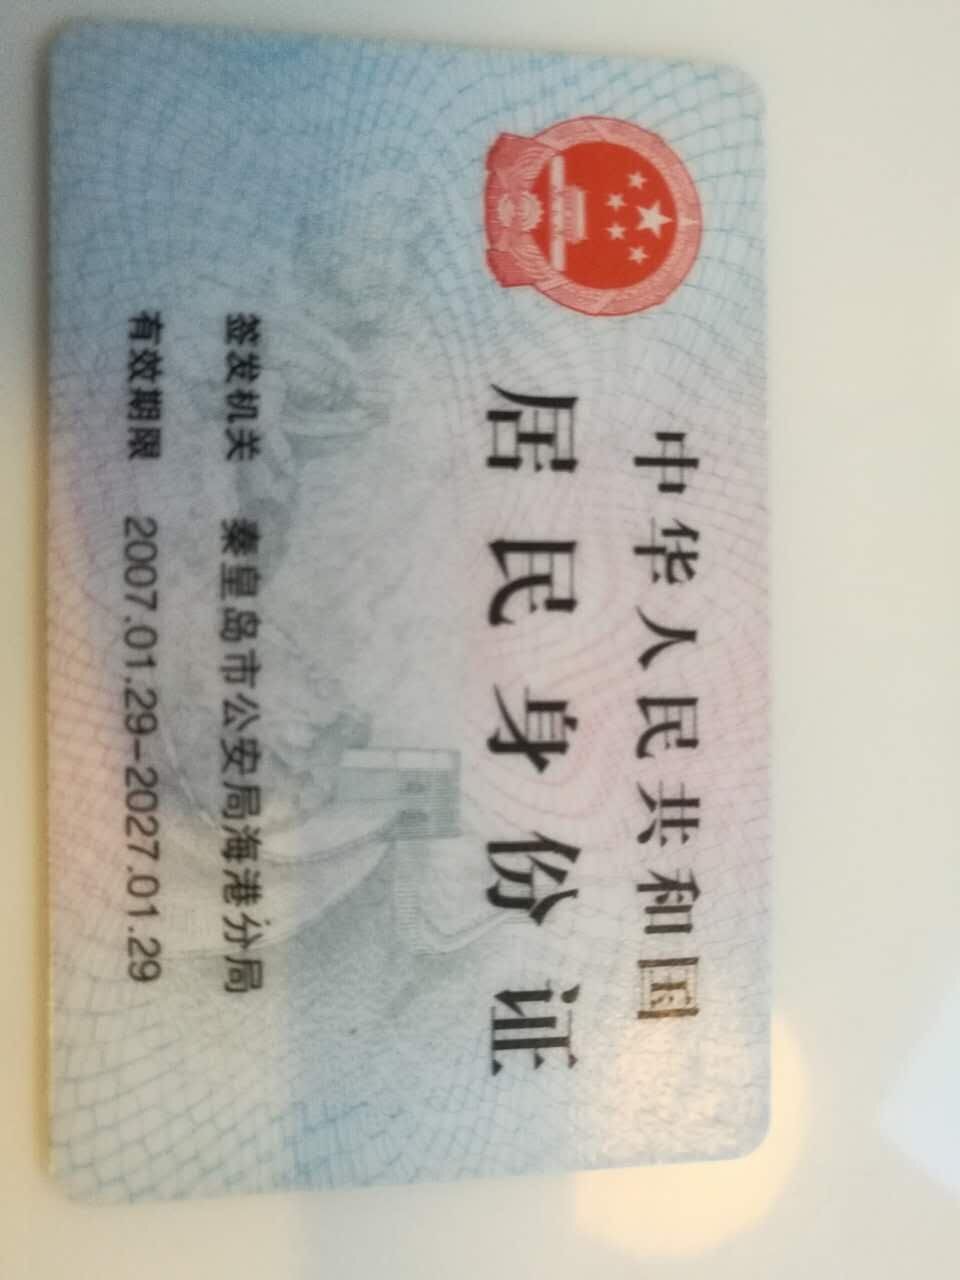 中华人民共和国
居民身份证
签发机关 秦皇岛市公安局海港分局
有效期限 2007.01.29-2027.01.29